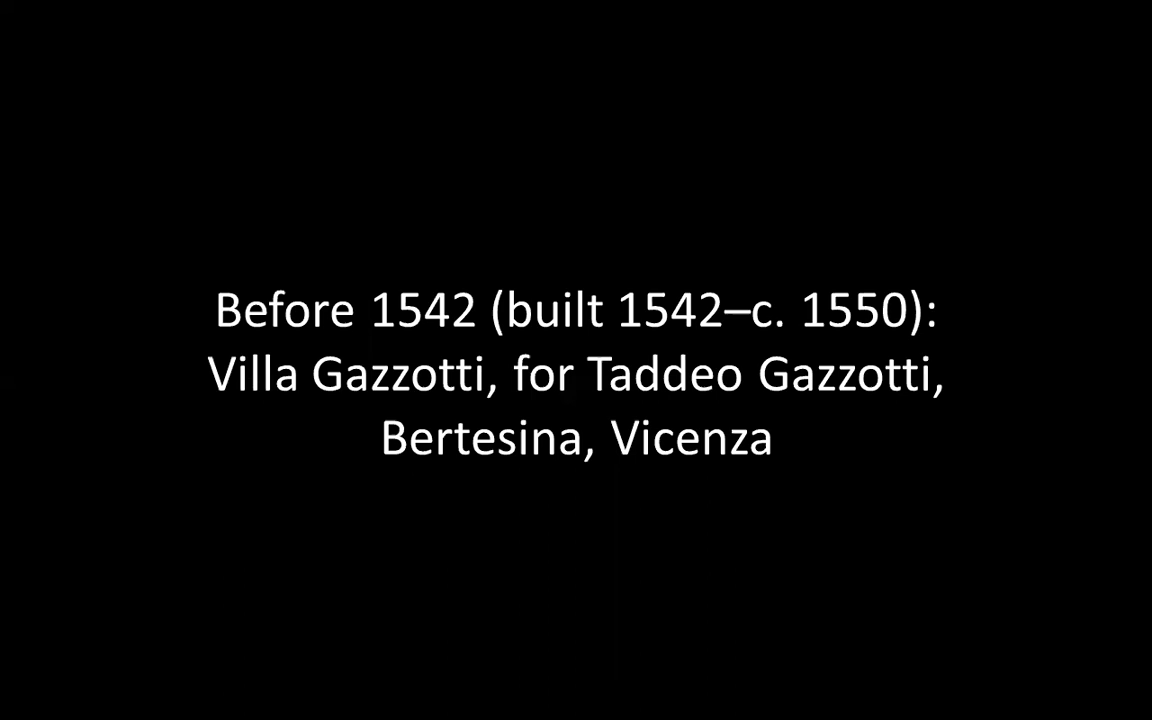 Before 1542 (built 1542–c. 1550):
Villa Gazzotti, for Taddeo Gazzotti,
Bertesina, Vicenza